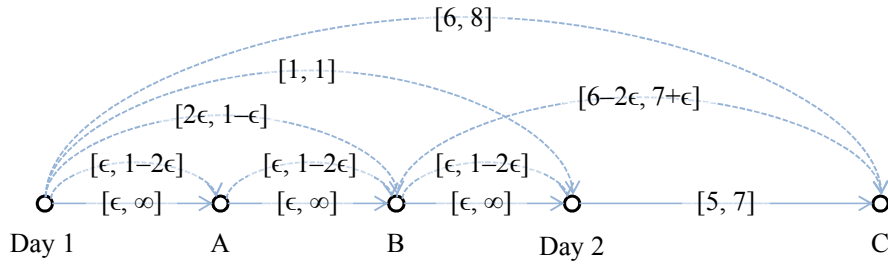 [6, 8]
[1, 1]
[6–2ϵ, 7+ϵ]
[2ϵ, 1–ϵ]
[ϵ, 1–2ϵ] [ϵ, 1–2ϵ] [ϵ, 1–2ϵ]
[ϵ, ∞] [ϵ, ∞] [ϵ, ∞] [5, 7]
Day 1 A B Day 2 C